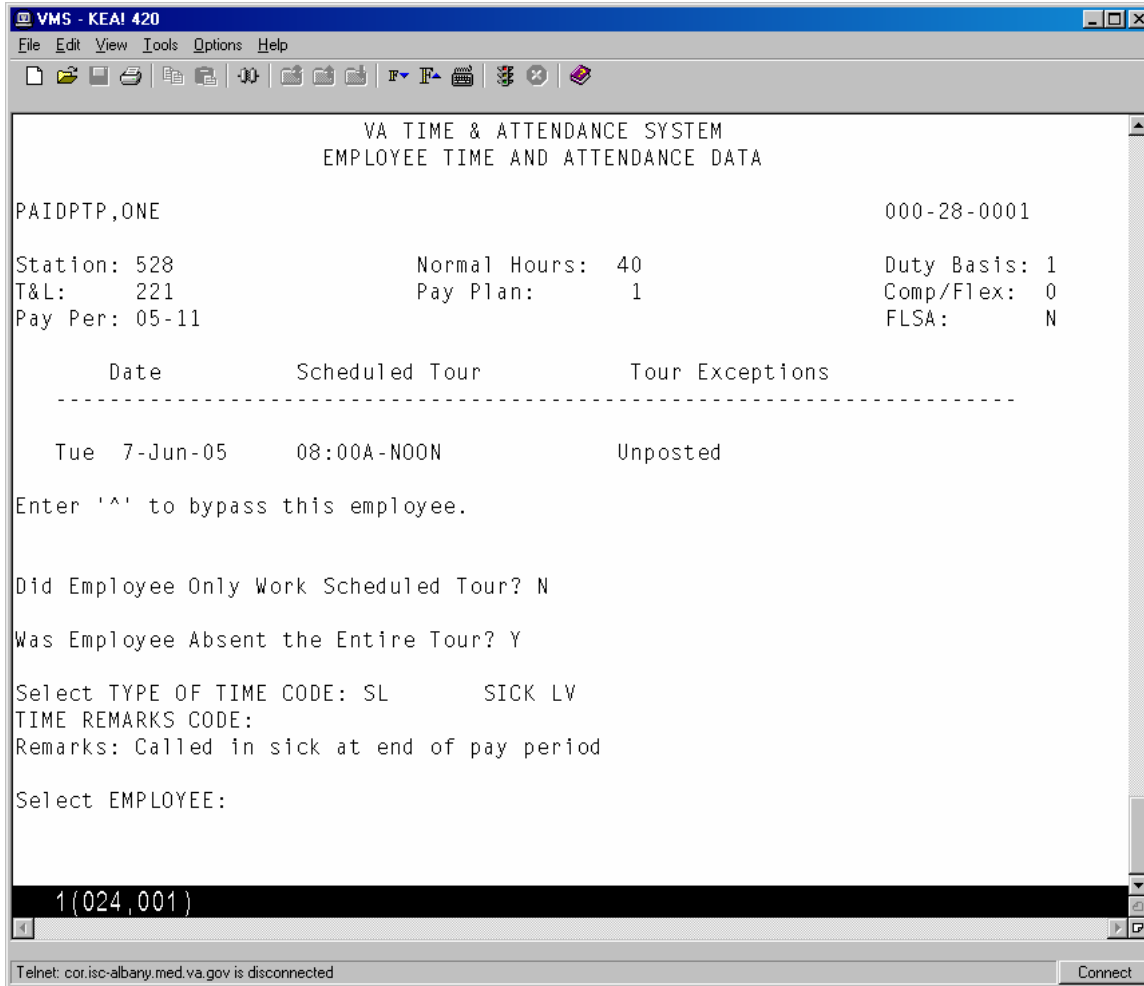 VMS - KEA! 420
File Edit View Tools Options Help
VA TIME & ATTENDANCE SYSTEM
EMPLOYEE TIME AND ATTENDANCE DATA
PAIDPTP,ONE 000-28-0001
Station: 528 Normal Hours: 40 Duty Basis: 1
T&L: 221 Pay Plan: 1 Comp/Flex: 0
Pay Per: 05-11 FLSA: N
Date Scheduled Tour Tour Exceptions
------------------------------------------------------------------------
Tue 7-Jun-05 08:00A-NOON Unposted
Enter '^' to bypass this employee.
Did Employee Only Work Scheduled Tour? N
Was Employee Absent the Entire Tour? Y
Select TYPE OF TIME CODE: SL SICK LV
TIME REMARKS CODE:
Remarks: Called in sick at end of pay period
Select EMPLOYEE:
1(024,001)
Telnet: cor.isc-albany.med.va.gov is disconnected Connect